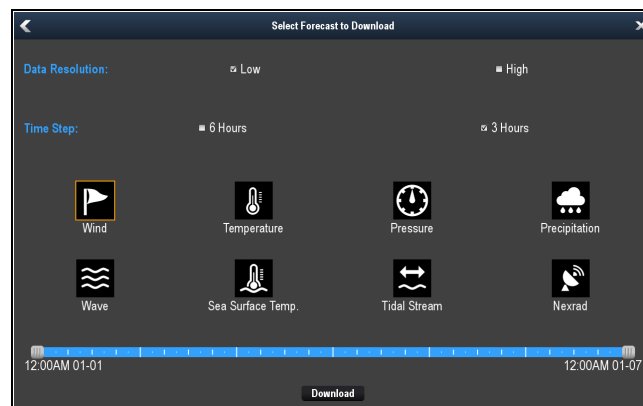 Select Forecast to Download
Data Resolution: Low High
Time Step: 6 Hours 3 Hours
Wind Temperature Pressure Precipitation
Wave Sea Surface Temp. Tidal Stream Nexrad
12:00AM 01-01 12:00AM 01-07
Download